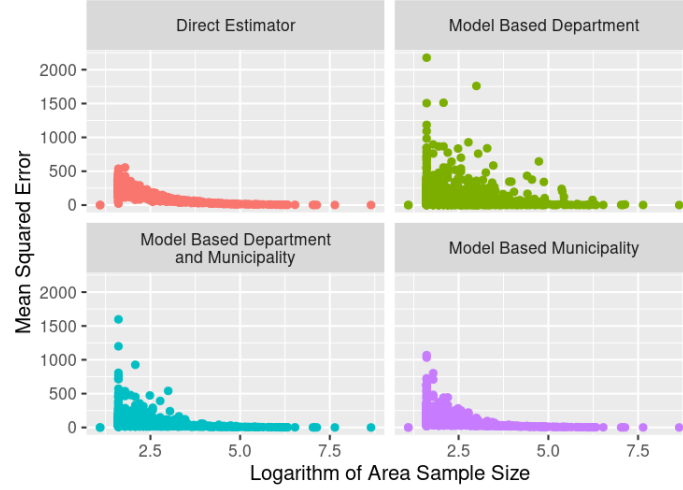 Direct Estimator
Model Based Department
2000
1500
1000
500
0
Model Based Department
and Municipality
Model Based Municipality
2000
1500
1000
500
0
2.5
5.0
7.5
2.5
5.0
7.5
Mean Squared Error
Logarithm of Area Sample Size